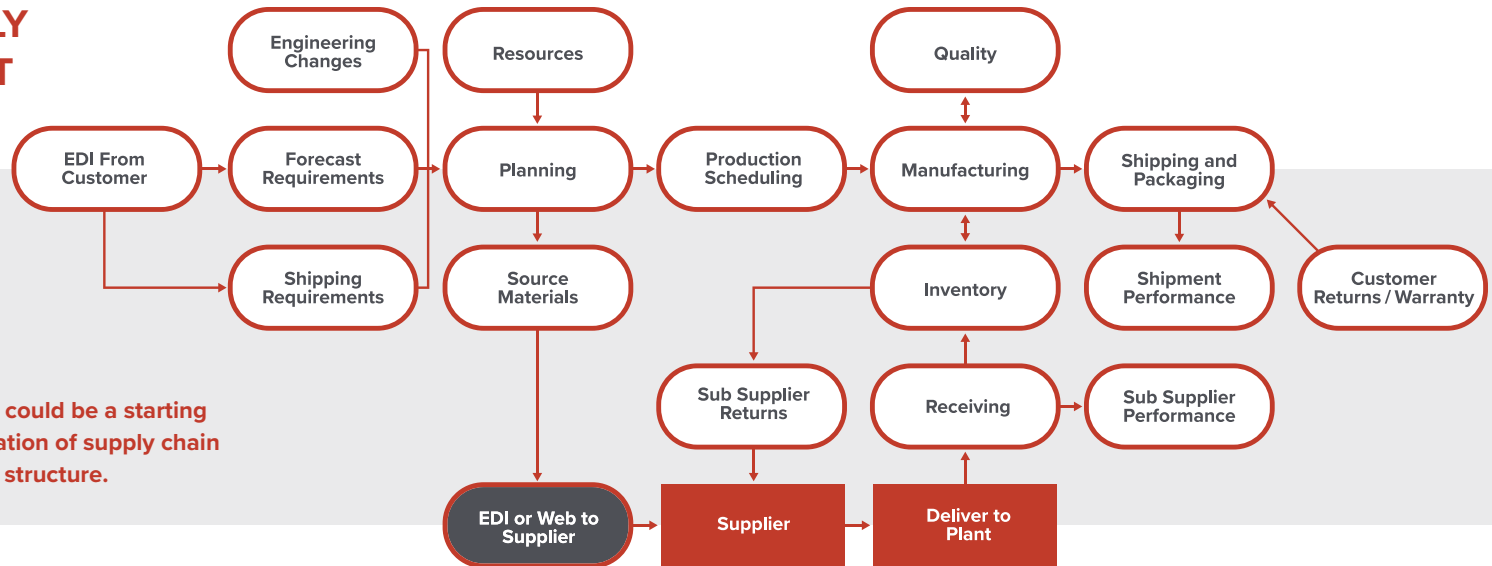 Engineering
Changes
Resources
Quality
EDI From
Customer
Forecast
Requirements
Planning
Production
Scheduling
Manufacturing
Shipping and
Packaging
Shipping
Requirements
Source
Materials
Inventory
Shipment
Performance
Customer
Returns / Warranty
could be a starting
of supply chain
structure.
Sub Supplier
Returns
Receiving
Sub Supplier
Performance
EDI or Web to
Supplier
Supplier
Deliver to
Plant